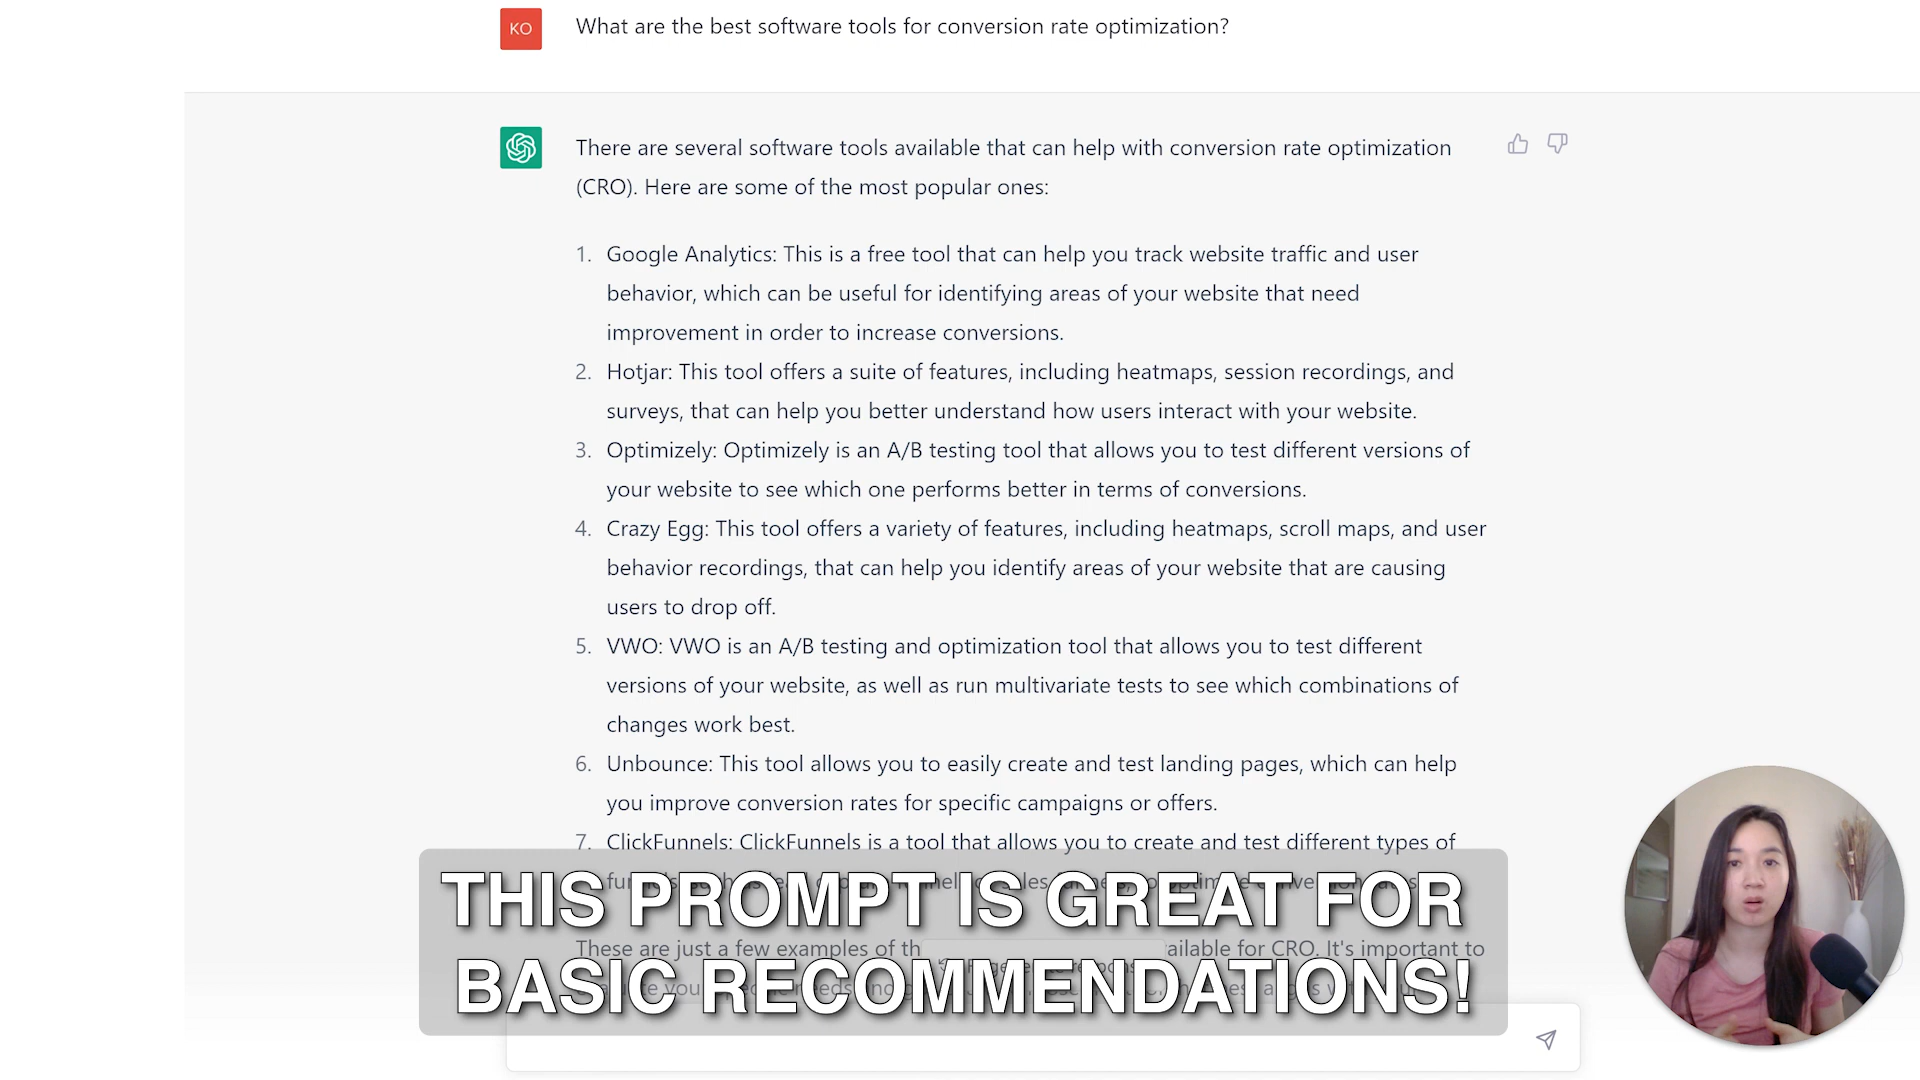 KO
What are the best software tools for conversion rate optimization?
There are several software tools available that can help with conversion rate optimization
(CRO). Here are some of the most popular ones:
1. Google Analytics: This is a free tool that can help you track website traffic and user
behavior, which can be useful for identifying areas of your website that need
improvement in order to increase conversions.
2. Hotjar: This tool offers a suite of features, including heatmaps, session recordings, and
surveys, that can help you better understand how users interact with your website.
3. Optimizely: Optimizely is an A/B testing tool that allows you to test different versions of
your website to see which one performs better in terms of conversions.
4. Crazy Egg: This tool offers a variety of features, including heatmaps, scroll maps, and user
behavior recordings, that can help you identify areas of your website that are causing
users to drop off.
5. VWO: VWO is an A/B testing and optimization tool that allows you to test different
versions of your website, as well as run multivariate tests to see which combinations of
changes work best.
6. Unbounce: This tool allows you to easily create and test landing pages, which can help
you improve conversion rates for specific campaigns or offers.
7. ClickFunnels: ClickFunnels is a tool that allows you to create and test different types of
THIS PROMPT IS GREAT FOR
These are just a few examples of ailable for CRO. It's important to
BASIC RECOMMENDATIONS!